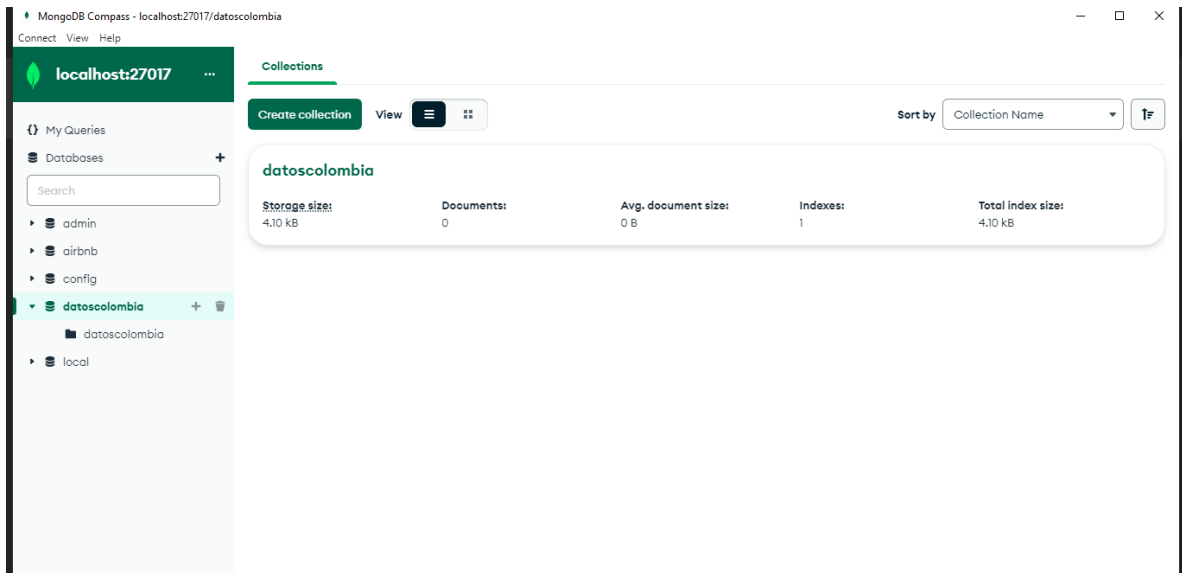 MongoDB Compass - localhost:27017/datoscolombia
Connect View Help
localhost:27017 ...
{} My Queries
Databases +
Search
admin
airbnb
config
datoscolombia +
datoscolombia
local
Collections
Create collection View Sort by Collection Name
datoscolombia
Storage size: Documents: Avg. document size: Indexes: Total index size:
4.10 kB 0 0 B 1 4.10 kB